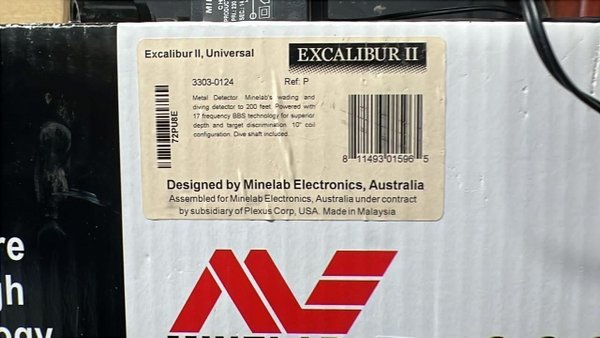 Excalibur II, Universal
EXCALIBUR II
3303-0124 Ref: P
Metal Detector. Minelab's wading and
diving detector to 200 feet. Powered with
17 frequency BBS technology for superior
depth and target discrimination. 10" coil
configuration. Dive shaft included.
72PU8E
8 11493 01596 5
Designed by Minelab Electronics, Australia
Assembled for Minelab Electronics, Australia under contract
by subsidiary of Plexus Corp, USA. Made in Malaysia